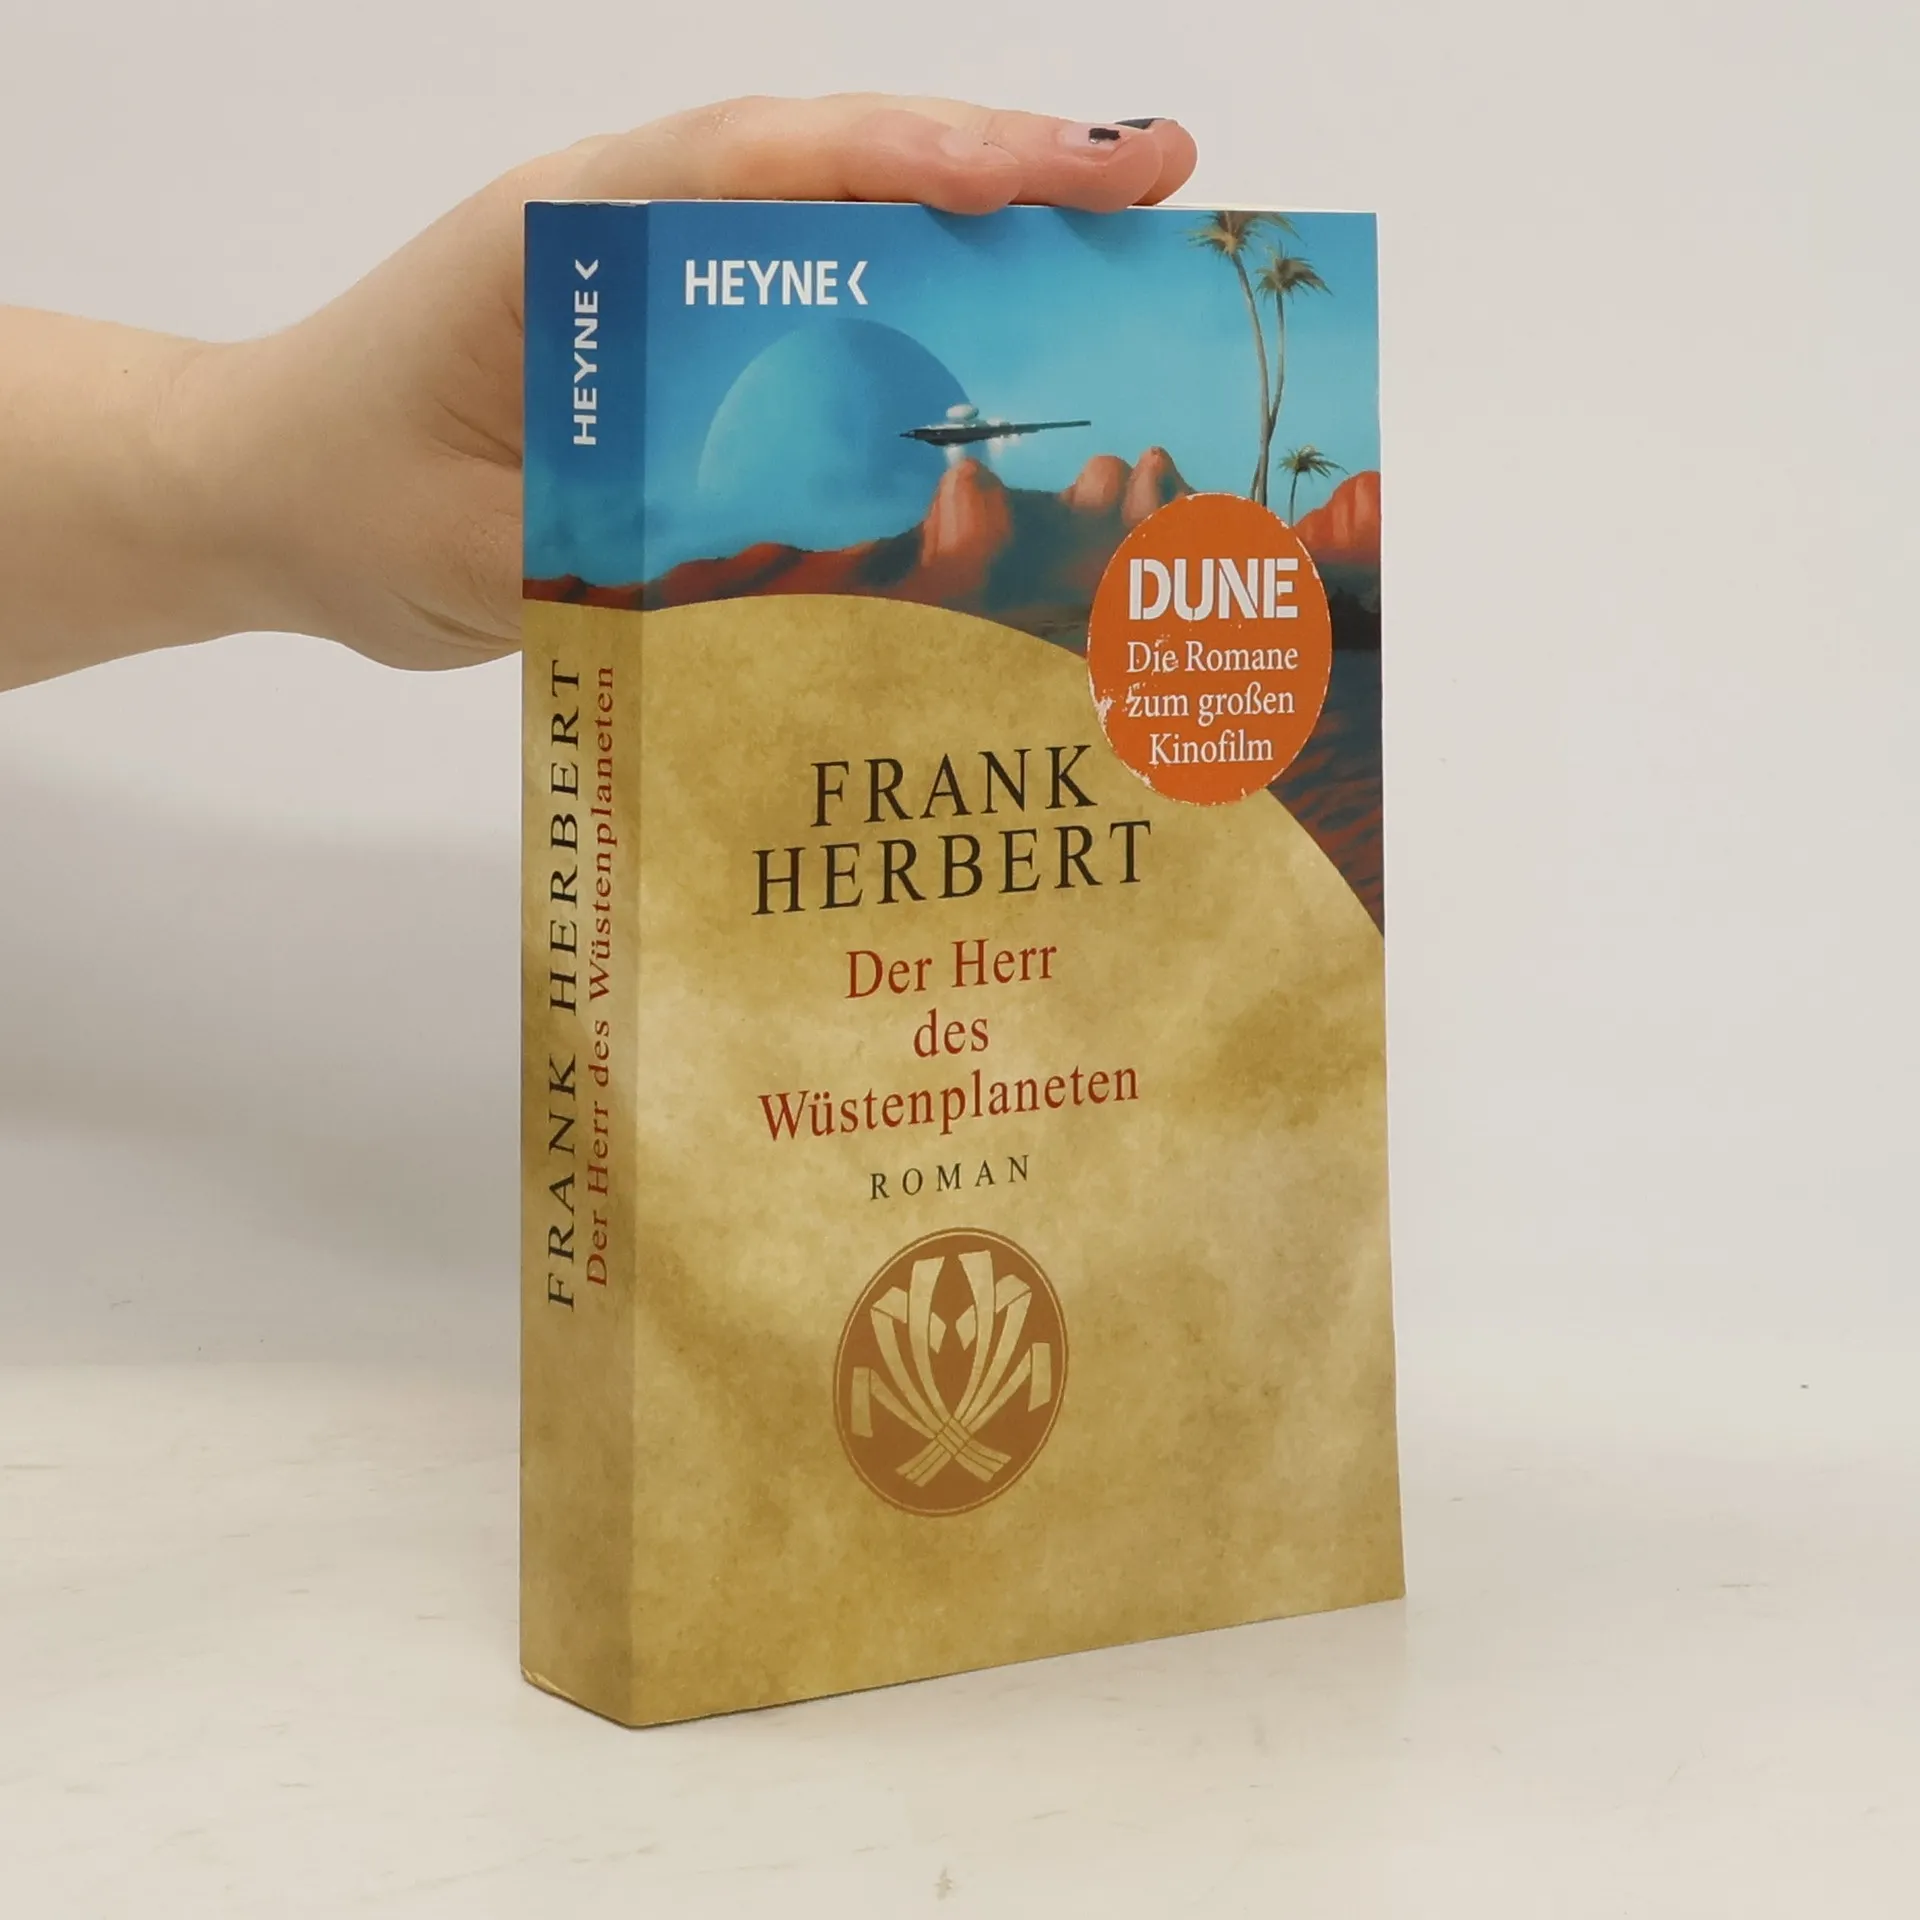 HEYNE<
HEYNE<
FRANK HERBERT
Der Herr des Wüstenplaneten
DUNE
Die Romane
zum großen
Kinofilm
FRANK
HERBERT
Der Herr
des
Wüstenplaneten
ROMAN